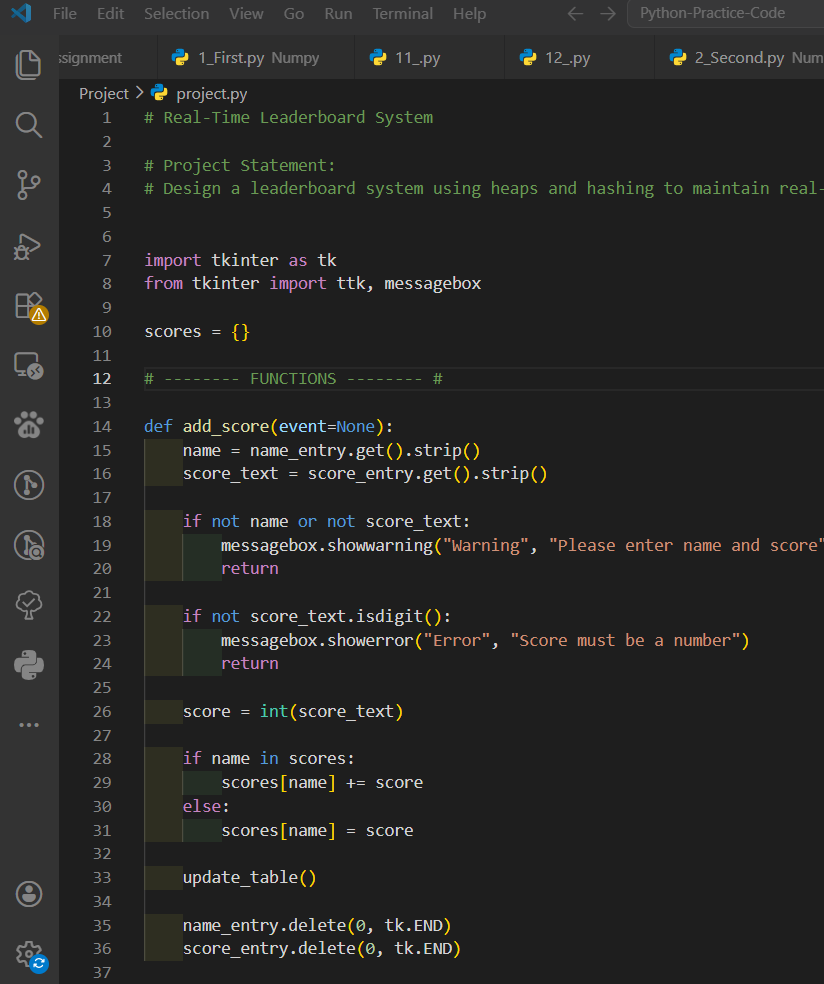 File Edit Selection View Go Run Terminal Help ← → Python-Practice-Code
ssignment 1_First.py Numpy 11_.py 12_.py 2_Second.py Num
Project > project.py
1 # Real-Time Leaderboard System
2
3 # Project Statement:
4 # Design a leaderboard system using heaps and hashing to maintain real-
5
6
7 import tkinter as tk
8 from tkinter import ttk, messagebox
9
10 scores = {}
11
12 # -------- FUNCTIONS -------- #
13
14 def add_score(event=None):
15     name = name_entry.get().strip()
16     score_text = score_entry.get().strip()
17
18     if not name or not score_text:
19         messagebox.showwarning("Warning", "Please enter name and score"
20         return
21
22     if not score_text.isdigit():
23         messagebox.showerror("Error", "Score must be a number")
24         return
25
26     score = int(score_text)
27
28     if name in scores:
29         scores[name] += score
30     else:
31         scores[name] = score
32
33     update_table()
34
35     name_entry.delete(0, tk.END)
36     score_entry.delete(0, tk.END)
37